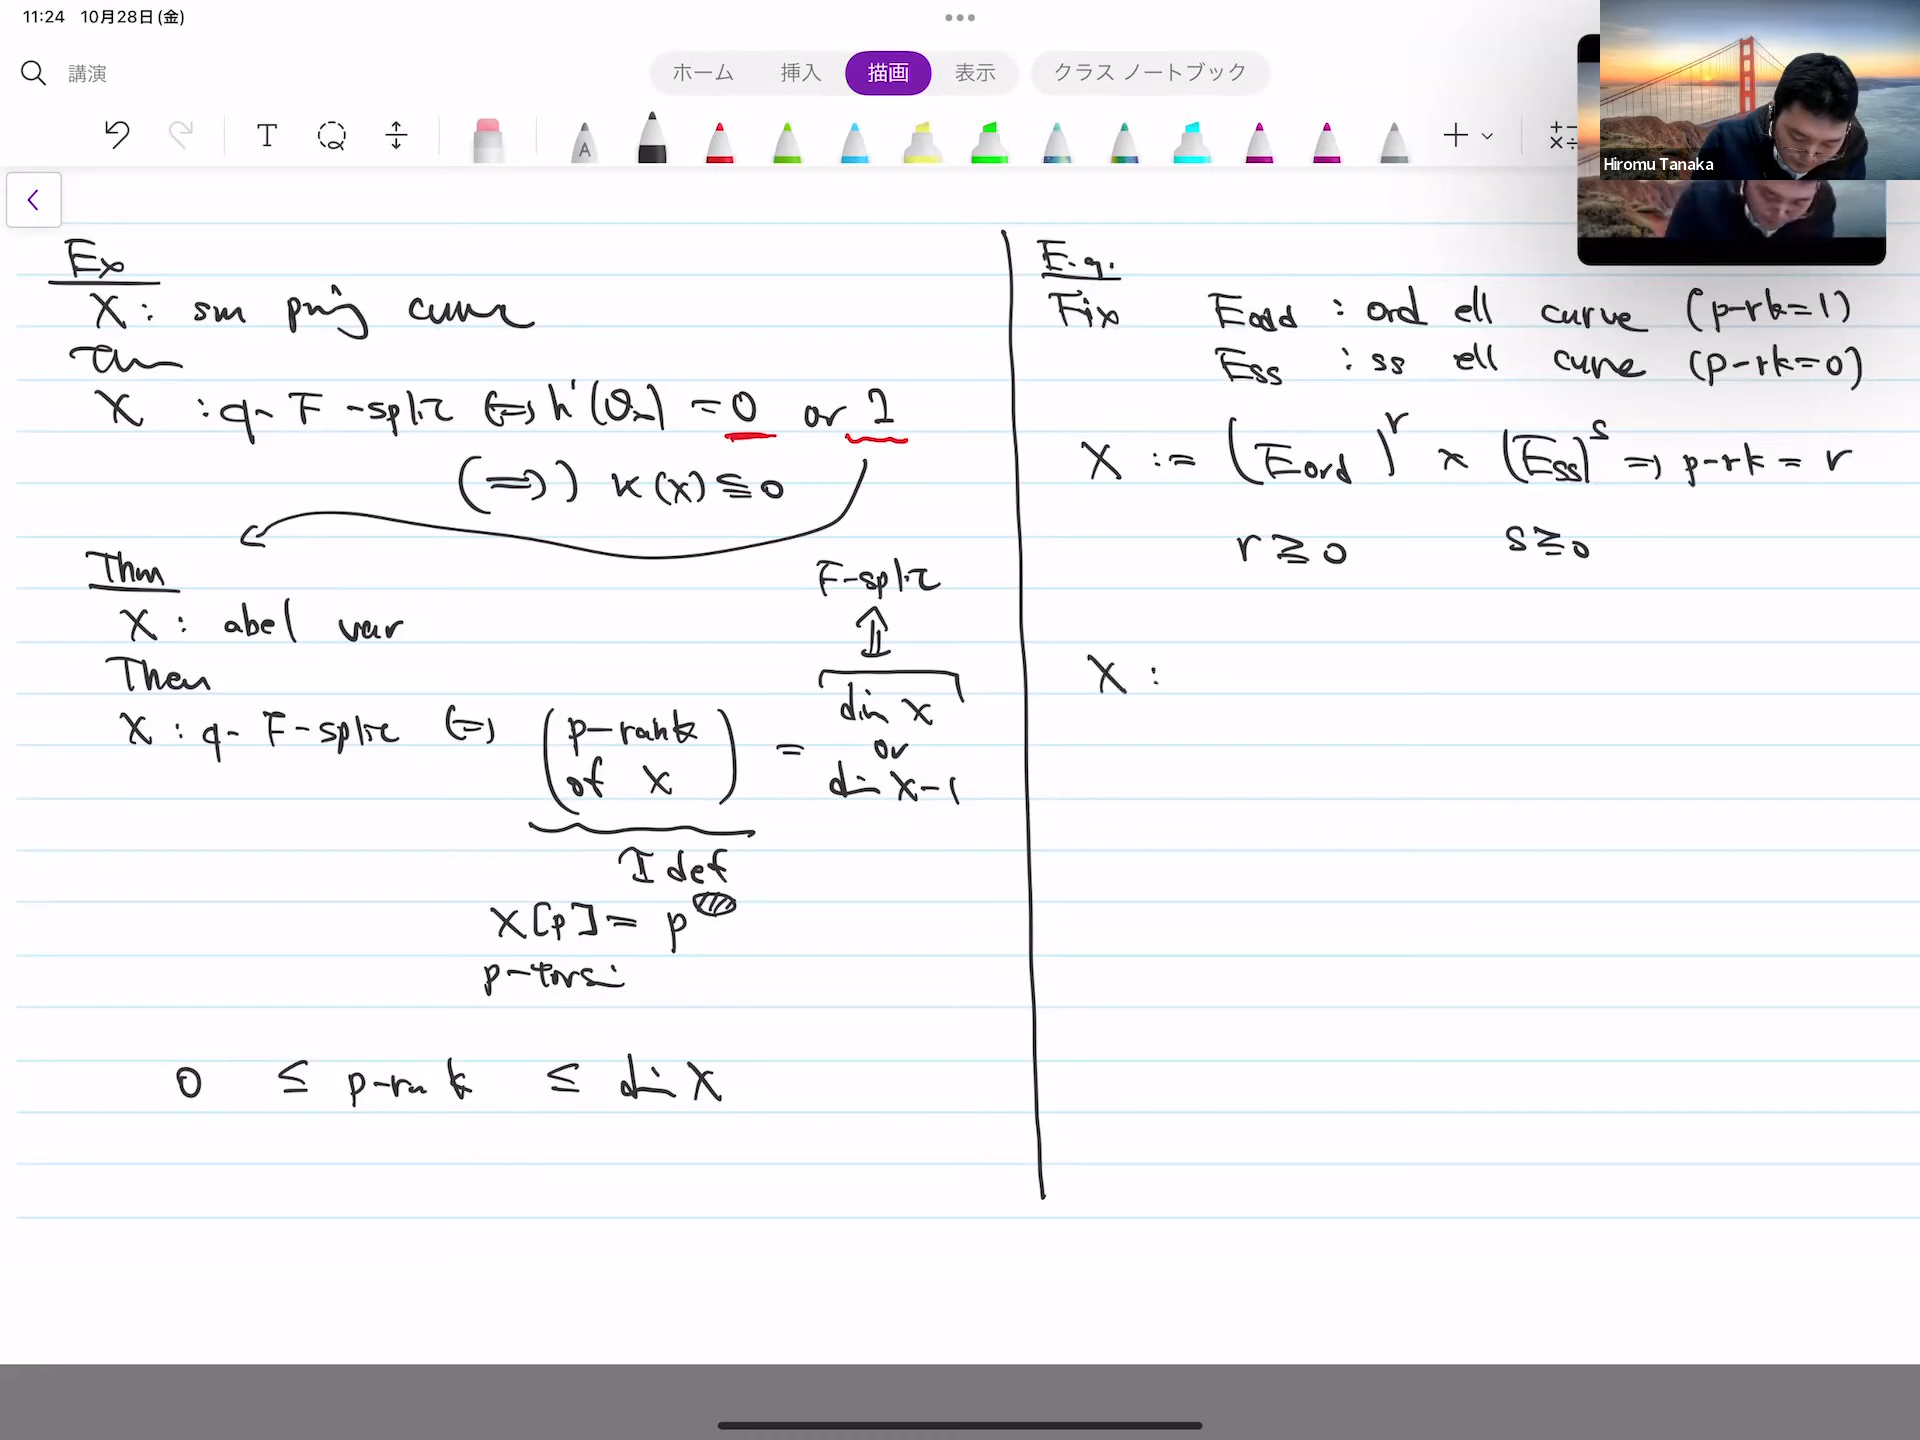 11:24 10月28日(金)
講演
ホーム 挿入 描画 表示 クラス ノートブック
Hiromu Tanaka
Ex
X : sm proj curve
X : q-F-split ⇔ h¹(O_X) = 0 or 1
(⇒) κ(X) ≦ 0
Thm
X : abel var
Then
X : q-F-split ⇔ (p-rank of X) = dim X or dim X-1
F-split
⇕
I def
X[p] = p
p-torsi
0 ≤ p-rank ≤ dim X
E.g.
Fix E_ord : ord ell curve (p-rk=1)
E_ss : ss ell curve (p-rk=0)
X := (E_ord)^r × (E_ss)^s ⇒ p-rk = r
r ≧ 0 s ≧ 0
X :